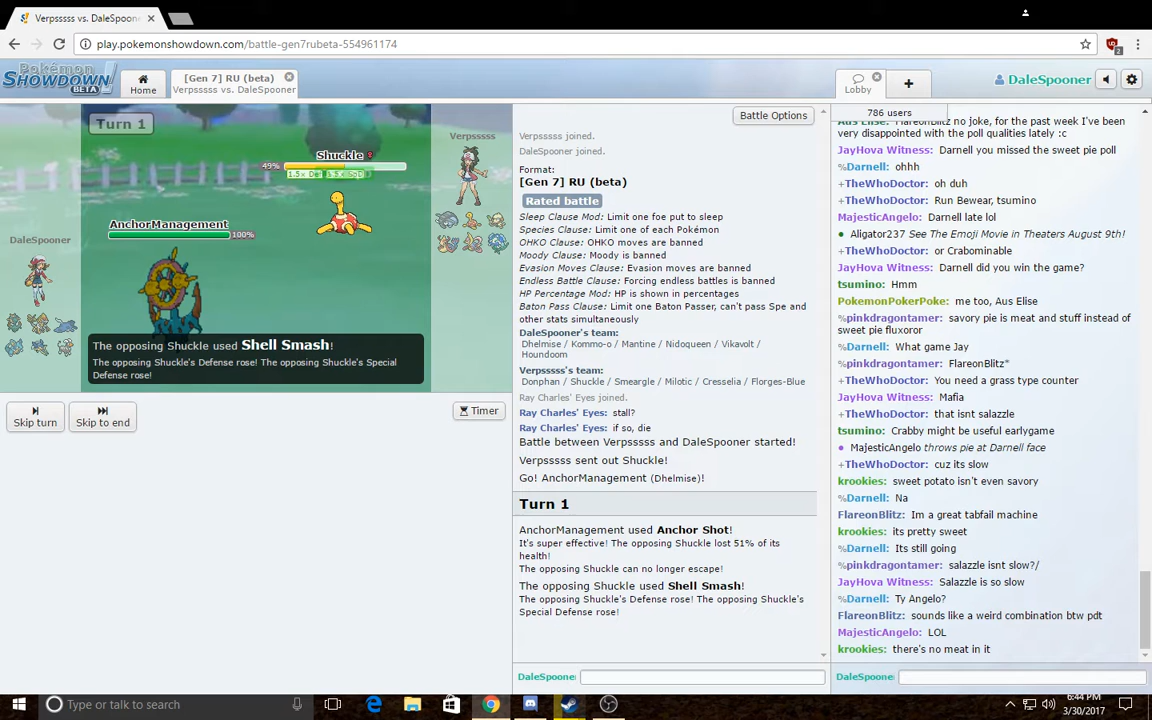 Verpsssss vs. DaleSpoone
play.pokemonshowdown.com/battle-gen7rubeta-554961174
Pokémon
SHOWDOWN!
BETA
Home
[Gen 7] RU (beta)
Verpsssss vs. DaleSpooner
Lobby
DaleSpooner
Turn 1
Verpsssss
Shuckle
49%
1.5x Def
1.5x SpD
AnchorManagement
100%
DaleSpooner
The opposing Shuckle used Shell Smash!
The opposing Shuckle's Defense rose! The opposing Shuckle's Special
Defense rose!
Skip turn
Skip to end
Timer
Battle Options
Verpsssss joined.
DaleSpooner joined.
Format:
[Gen 7] RU (beta)
Rated battle
Sleep Clause Mod: Limit one foe put to sleep
Species Clause: Limit one of each Pokémon
OHKO Clause: OHKO moves are banned
Moody Clause: Moody is banned
Evasion Moves Clause: Evasion moves are banned
Endless Battle Clause: Forcing endless battles is banned
HP Percentage Mod: HP is shown in percentages
Baton Pass Clause: Limit one Baton Passer, can't pass Spe and
other stats simultaneously
DaleSpooner's team:
Dhelmise / Kommo-o / Mantine / Nidoqueen / Vikavolt /
Houndoom
Verpsssss's team:
Donphan / Shuckle / Smeargle / Milotic / Cresselia / Florges-Blue
Ray Charles' Eyes joined.
Ray Charles' Eyes: stall?
Ray Charles' Eyes: if so, die
Battle between Verpsssss and DaleSpooner started!
Verpsssss sent out Shuckle!
Go! AnchorManagement (Dhelmise)!
Turn 1
AnchorManagement used Anchor Shot!
It's super effective! The opposing Shuckle lost 51% of its
health!
The opposing Shuckle can no longer escape!
The opposing Shuckle used Shell Smash!
The opposing Shuckle's Defense rose! The opposing Shuckle's
Special Defense rose!
DaleSpoone
786 users
Aus Elise: FlareonBlitz no joke, for the past week I've been
very disappointed with the poll qualities lately :c
JayHova Witness: Darnell you missed the sweet pie poll
%Darnell: ohhh
+TheWhoDoctor: oh duh
+TheWhoDoctor: Run Bewear, tsumino
MajesticAngelo: Darnell late lol
• Aligator237 See The Emoji Movie in Theaters August 9th!
+TheWhoDoctor: or Crabominable
JayHova Witness: Darnell did you win the game?
tsumino: Hmm
PokemonPokerPoke: me too, Aus Elise
%pinkdragontamer: savory pie is meat and stuff instead of
sweet pie fluxoror
%Darnell: What game Jay
%pinkdragontamer: FlareonBlitz*
+TheWhoDoctor: You need a grass type counter
JayHova Witness: Mafia
+TheWhoDoctor: that isnt salazzle
tsumino: Crabby might be useful earlygame
• MajesticAngelo throws pie at Darnell face
+TheWhoDoctor: cuz its slow
krookies: sweet potato isn't even savory
%Darnell: Na
FlareonBlitz: Im a great tabfail machine
krookies: its pretty sweet
%Darnell: Its still going
%pinkdragontamer: salazzle isnt slow?/
JayHova Witness: Salazzle is so slow
%Darnell: Ty Angelo?
FlareonBlitz: sounds like a weird combination btw pdt
MajesticAngelo: LOL
krookies: there's no meat in it
DaleSpooner:
Type or talk to search
6:44 PM
3/30/2017